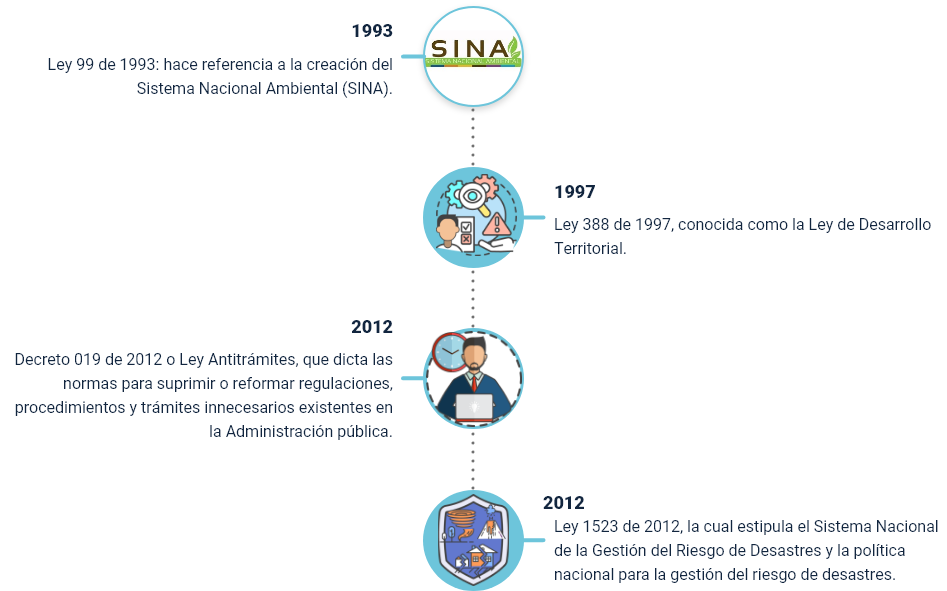 1993
Ley 99 de 1993: hace referencia a la creación del
Sistema Nacional Ambiental (SINA).
SINA
SISTEMA NACIONAL AMBIENTAL
1997
Ley 388 de 1997, conocida como la Ley de Desarrollo
Territorial.
2012
Decreto 019 de 2012 o Ley Antitrámites, que dicta las
normas para suprimir o reformar regulaciones,
procedimientos y trámites innecesarios existentes en
la Administración pública.
2012
Ley 1523 de 2012, la cual estipula el Sistema Nacional
de la Gestión del Riesgo de Desastres y la política
nacional para la gestión del riesgo de desastres.